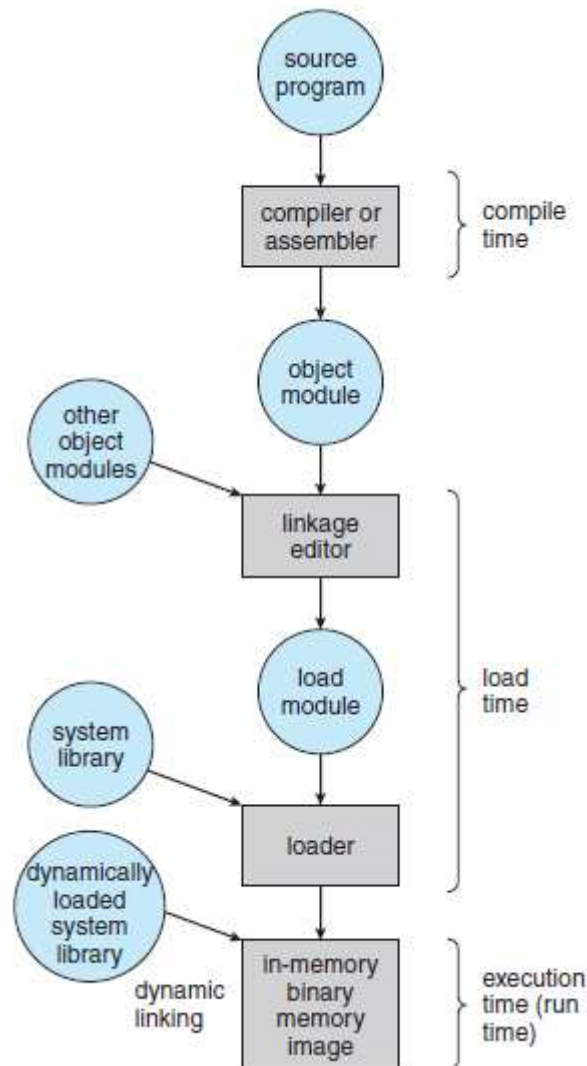 source
program
compiler or
assembler
compile
time
object
module
other
object
modules
linkage
editor
load
module
load
time
system
library
loader
dynamically
loaded
system
library
dynamic
linking
in-memory
binary
memory
image
execution
time (run
time)